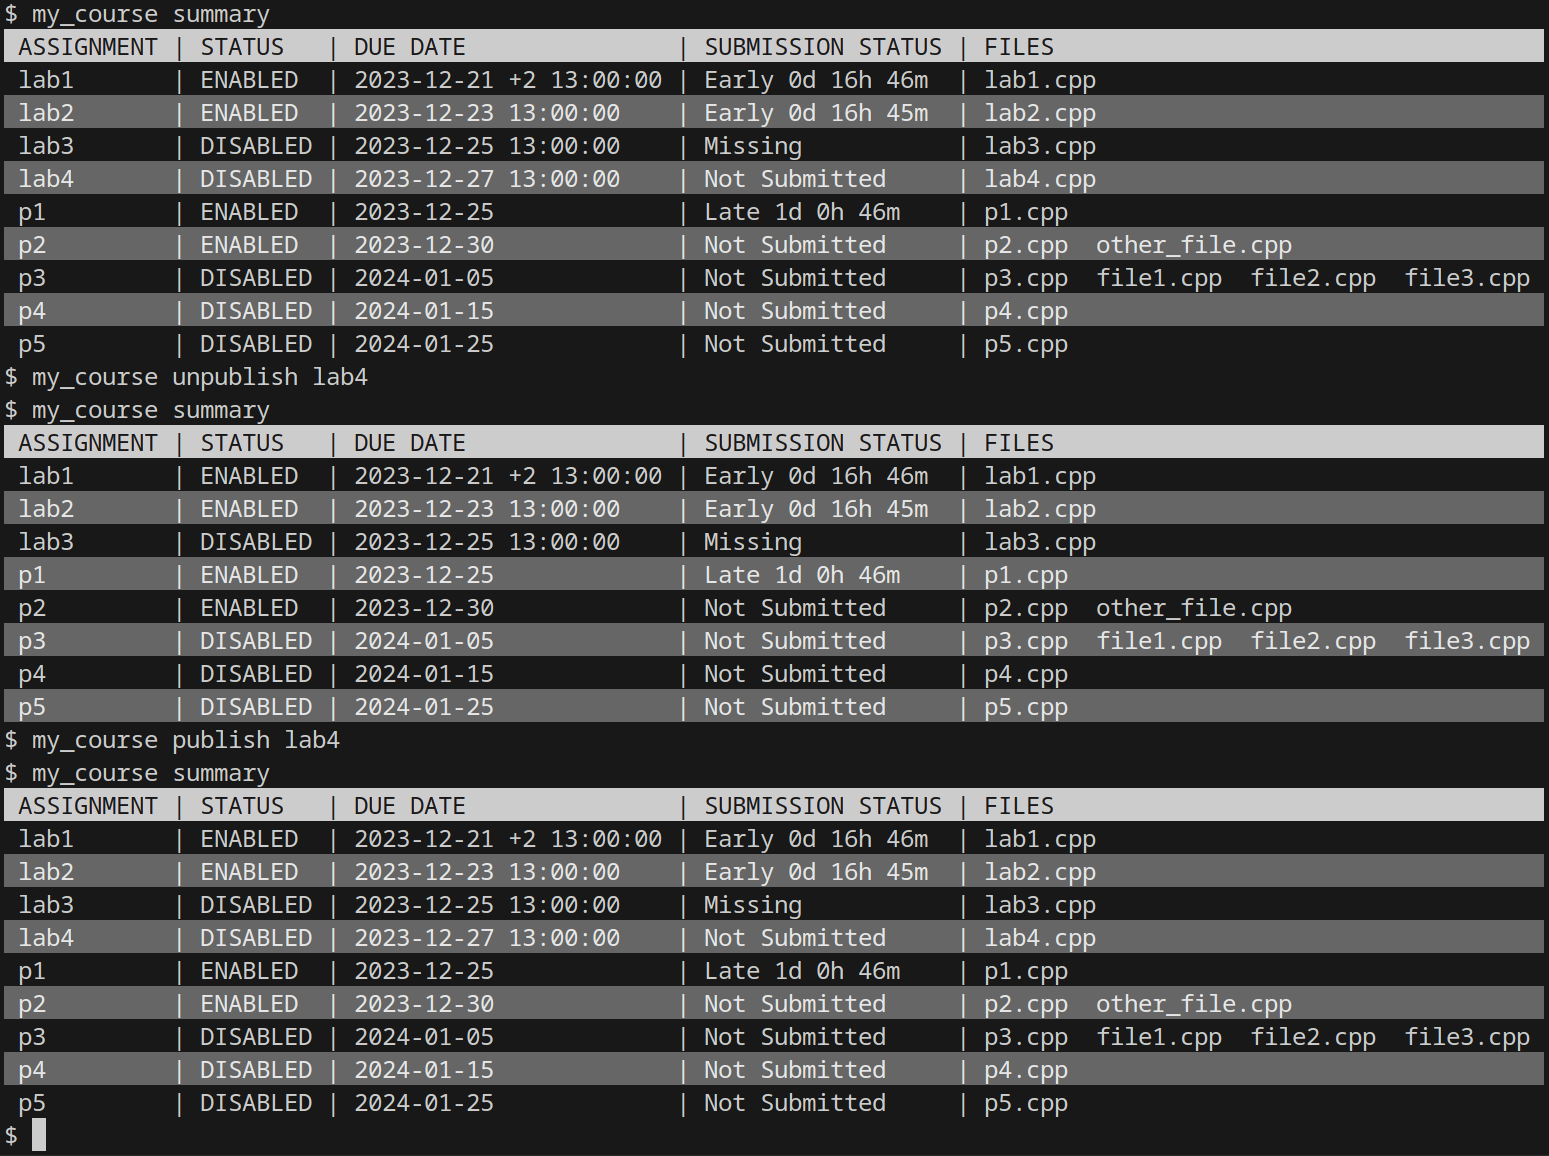 $ my_course summary
 ASSIGNMENT | STATUS   | DUE DATE               | SUBMISSION STATUS | FILES
 lab1       | ENABLED  | 2023-12-21 +2 13:00:00 | Early 0d 16h 46m  | lab1.cpp
 lab2       | ENABLED  | 2023-12-23 13:00:00    | Early 0d 16h 45m  | lab2.cpp
 lab3       | DISABLED | 2023-12-25 13:00:00    | Missing           | lab3.cpp
 lab4       | DISABLED | 2023-12-27 13:00:00    | Not Submitted     | lab4.cpp
 p1         | ENABLED  | 2023-12-25             | Late 1d 0h 46m    | p1.cpp
 p2         | ENABLED  | 2023-12-30             | Not Submitted     | p2.cpp  other_file.cpp
 p3         | DISABLED | 2024-01-05             | Not Submitted     | p3.cpp  file1.cpp  file2.cpp  file3.cpp
 p4         | DISABLED | 2024-01-15             | Not Submitted     | p4.cpp
 p5         | DISABLED | 2024-01-25             | Not Submitted     | p5.cpp
$ my_course unpublish lab4
$ my_course summary
 ASSIGNMENT | STATUS   | DUE DATE               | SUBMISSION STATUS | FILES
 lab1       | ENABLED  | 2023-12-21 +2 13:00:00 | Early 0d 16h 46m  | lab1.cpp
 lab2       | ENABLED  | 2023-12-23 13:00:00    | Early 0d 16h 45m  | lab2.cpp
 lab3       | DISABLED | 2023-12-25 13:00:00    | Missing           | lab3.cpp
 p1         | ENABLED  | 2023-12-25             | Late 1d 0h 46m    | p1.cpp
 p2         | ENABLED  | 2023-12-30             | Not Submitted     | p2.cpp  other_file.cpp
 p3         | DISABLED | 2024-01-05             | Not Submitted     | p3.cpp  file1.cpp  file2.cpp  file3.cpp
 p4         | DISABLED | 2024-01-15             | Not Submitted     | p4.cpp
 p5         | DISABLED | 2024-01-25             | Not Submitted     | p5.cpp
$ my_course publish lab4
$ my_course summary
 ASSIGNMENT | STATUS   | DUE DATE               | SUBMISSION STATUS | FILES
 lab1       | ENABLED  | 2023-12-21 +2 13:00:00 | Early 0d 16h 46m  | lab1.cpp
 lab2       | ENABLED  | 2023-12-23 13:00:00    | Early 0d 16h 45m  | lab2.cpp
 lab3       | DISABLED | 2023-12-25 13:00:00    | Missing           | lab3.cpp
 lab4       | DISABLED | 2023-12-27 13:00:00    | Not Submitted     | lab4.cpp
 p1         | ENABLED  | 2023-12-25             | Late 1d 0h 46m    | p1.cpp
 p2         | ENABLED  | 2023-12-30             | Not Submitted     | p2.cpp  other_file.cpp
 p3         | DISABLED | 2024-01-05             | Not Submitted     | p3.cpp  file1.cpp  file2.cpp  file3.cpp
 p4         | DISABLED | 2024-01-15             | Not Submitted     | p4.cpp
 p5         | DISABLED | 2024-01-25             | Not Submitted     | p5.cpp
$